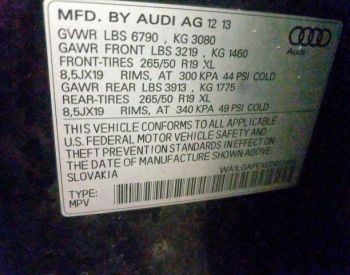 MFD. BY AUDI AG 12 13
GVWR LBS 6790 , KG 3080
GAWR FRONT LBS 3219 , KG 1460
FRONT-TIRES 265/50 R19 XL
8,5JX19 RIMS, AT 300 KPA 44 PSI COLD
GAWR REAR LBS 3913 , KG 1775
REAR-TIRES 265/50 R19 XL
8,5JX19 RIMS, AT 340 KPA 49 PSI COLD
THIS VEHICLE CONFORMS TO ALL APPLICABLE
U.S. FEDERAL MOTOR VEHICLE SAFETY AND
THEFT PREVENTION STANDARDS IN EFFECT ON
THE DATE OF MANUFACTURE SHOWN ABOVE.
SLOVAKIA
TYPE:
MPV
Audi